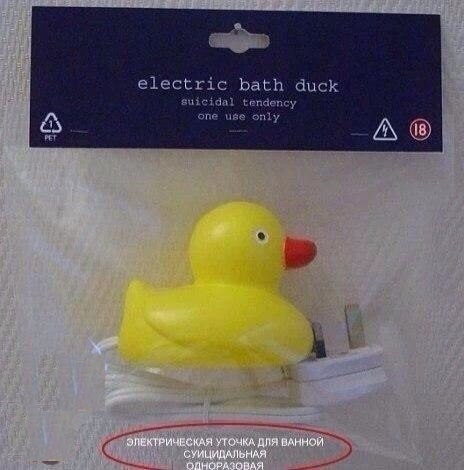 electric bath duck
suicidal tendency
one use only
1
PET
18
ЭЛЕКТРИЧЕСКАЯ УТОЧКА ДЛЯ ВАННОЙ
СУИЦИДАЛЬНАЯ
ОДНОРАЗОВАЯ